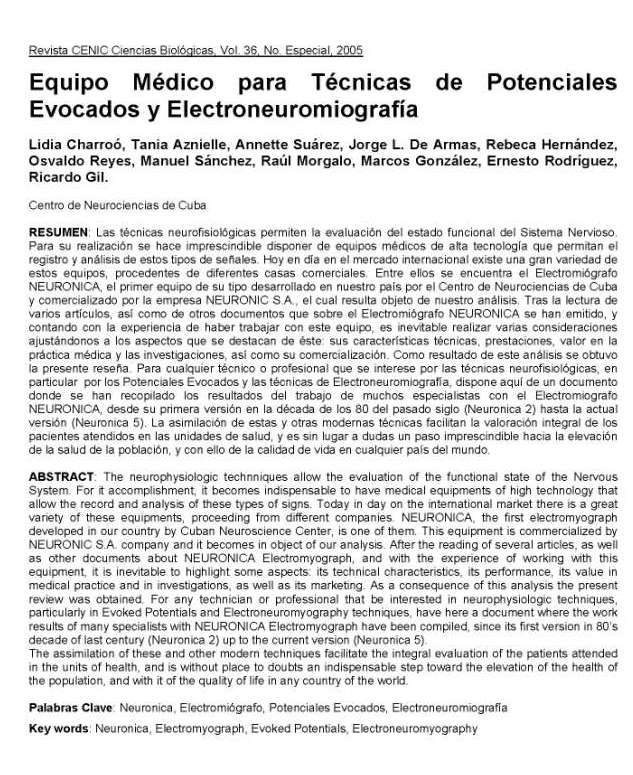 Revista CENIC Ciencias Biológicas, Vol. 36, No. Especial, 2005
Equipo Médico para Técnicas de Potenciales
Evocados y Electroneuromiografía
Lidia Charroó, Tania Aznielle, Annette Suárez, Jorge L. De Armas, Rebeca Hernández,
Osvaldo Reyes, Manuel Sánchez, Raúl Morgalo, Marcos González, Ernesto Rodríguez,
Ricardo Gil.
Centro de Neurociencias de Cuba
RESUMEN: Las técnicas neurofisiológicas permiten la evaluación del estado funcional del Sistema Nervioso.
Para su realización se hace imprescindible disponer de equipos médicos de alta tecnología que permitan el
registro y análisis de estos tipos de señales. Hoy en día en el mercado internacional existe una gran variedad de
estos equipos, procedentes de diferentes casas comerciales. Entre ellos se encuentra el Electromiógrafo
NEURONICA, el primer equipo de su tipo desarrollado en nuestro país por el Centro de Neurociencias de Cuba
y comercializado por la empresa NEURONIC S.A., el cual resulta objeto de nuestro análisis. Tras la lectura de
varios artículos, así como de otros documentos que sobre el Electromiógrafo NEURONICA se han emitido, y
contando con la experiencia de haber trabajar con este equipo, es inevitable realizar varias consideraciones
ajustándonos a los aspectos que se destacan de éste: sus características técnicas, prestaciones, valor en la
práctica médica y las investigaciones, así como su comercialización. Como resultado de este análisis se obtuvo
la presente reseña. Para cualquier técnico o profesional que se interese por las técnicas neurofisiológicas, en
particular por los Potenciales Evocados y las técnicas de Electroneuromiografía, dispone aquí de un documento
donde se han recopilado los resultados del trabajo de muchos especialistas con el Electromiografo
NEURONICA, desde su primera versión en la década de los 80 del pasado siglo (Neuronica 2) hasta la actual
versión (Neuronica 5). La asimilación de estas y otras modernas técnicas facilitan la valoración integral de los
pacientes atendidos en las unidades de salud, y es sin lugar a dudas un paso imprescindible hacia la elevación
de la salud de la población, y con ello de la calidad de vida en cualquier país del mundo.
ABSTRACT: The neurophysiologic technniques allow the evaluation of the functional state of the Nervous
System. For it accomplishment, it becomes indispensable to have medical equipments of high technology that
allow the record and analysis of these types of signs. Today in day on the international market there is a great
variety of these equipments, proceeding from different companies. NEURONICA, the first electromyograph
developed in our country by Cuban Neuroscience Center, is one of them. This equipment is commercialized by
NEURONIC S.A. company and it becomes in object of our analysis. After the reading of several articles, as well
as other documents about NEURONICA Electromyograph, and with the experience of working with this
equipment, it is inevitable to highlight some aspects: its technical characteristics, its performance, its value in
medical practice and in investigations, as well as its marketing. As a consequence of this analysis the present
review was obtained. For any technician or professional that be interested in neurophysiologic techniques,
particularly in Evoked Potentials and Electroneuromyography techniques, have here a document where the work
results of many specialists with NEURONICA Electromyograph have been compiled, since its first version in 80's
decade of last century (Neuronica 2) up to the current version (Neuronica 5).
The assimilation of these and other modern techniques facilitate the integral evaluation of the patients attended
in the units of health, and is without place to doubts an indispensable step toward the elevation of the health of
the population, and with it of the quality of life in any country of the world.
Palabras Clave: Neuronica, Electromiógrafo, Potenciales Evocados, Electroneuromiografía
Key words: Neuronica, Electromyograph, Evoked Potentials, Electroneuromyography